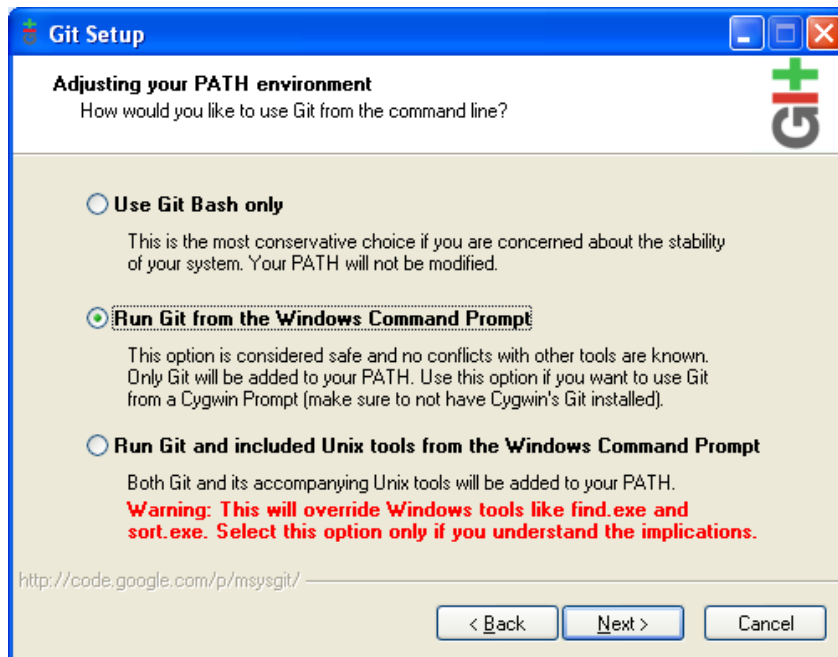 Git Setup
Adjusting your PATH environment
How would you like to use Git from the command line?
GIT
Use Git Bash only
This is the most conservative choice if you are concerned about the stability
of your system. Your PATH will not be modified.
Run Git from the Windows Command Prompt
This option is considered safe and no conflicts with other tools are known.
Only Git will be added to your PATH. Use this option if you want to use Git
from a Cygwin Prompt (make sure to not have Cygwin's Git installed).
Run Git and included Unix tools from the Windows Command Prompt
Both Git and its accompanying Unix tools will be added to your PATH.
Warning: This will override Windows tools like find.exe and
sort.exe. Select this option only if you understand the implications.
http://code.google.com/p/msysgit/
< Back Next > Cancel